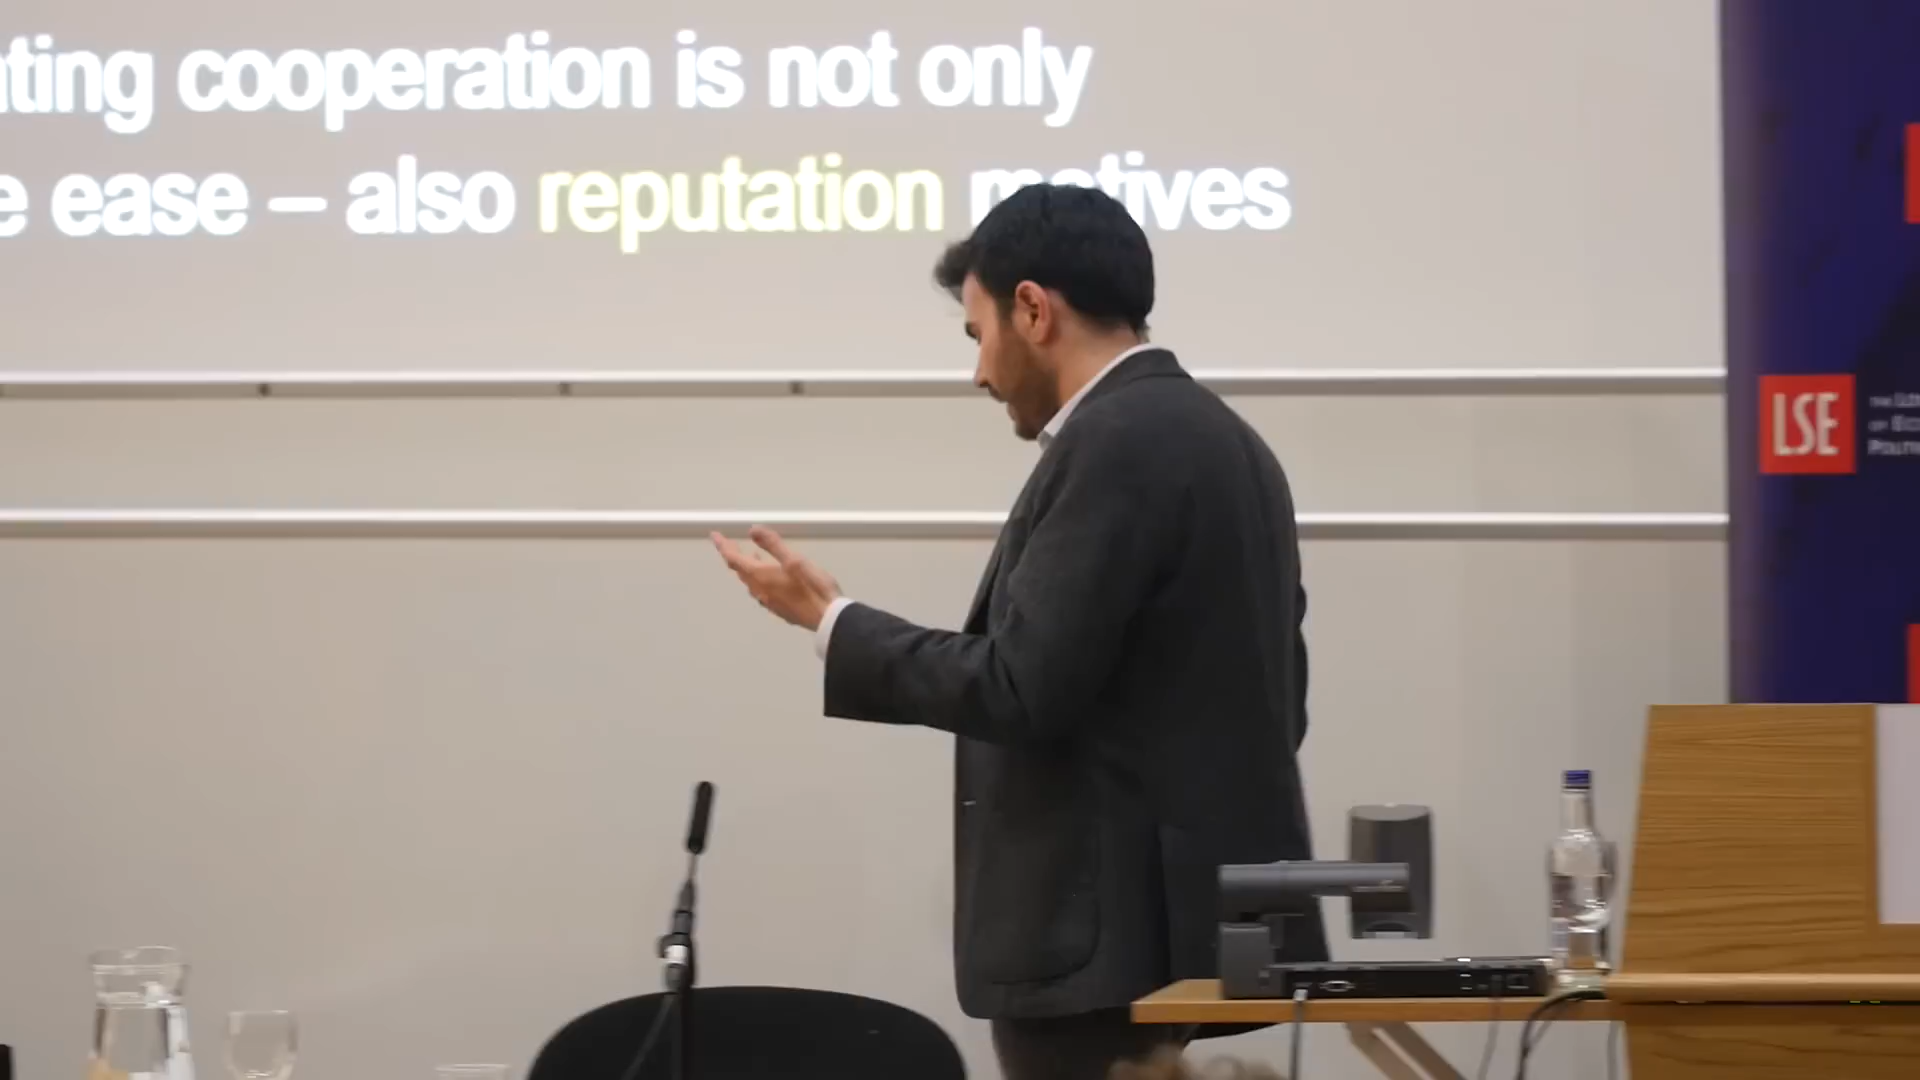 ting cooperation is not only
e ease – also reputation motives
LSE